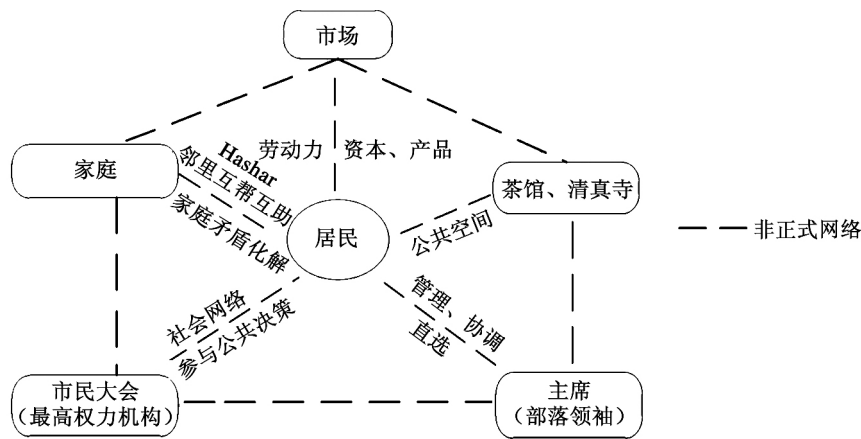 市场
家庭
Hashar
邻里互帮互助
家庭矛盾化解
劳动力 资本、产品
茶馆、清真寺
居民
公共空间
非正式网络
社会网络
参与公共决策
管理、协调
直选
市民大会
（最高权力机构）
主席
（部落领袖）